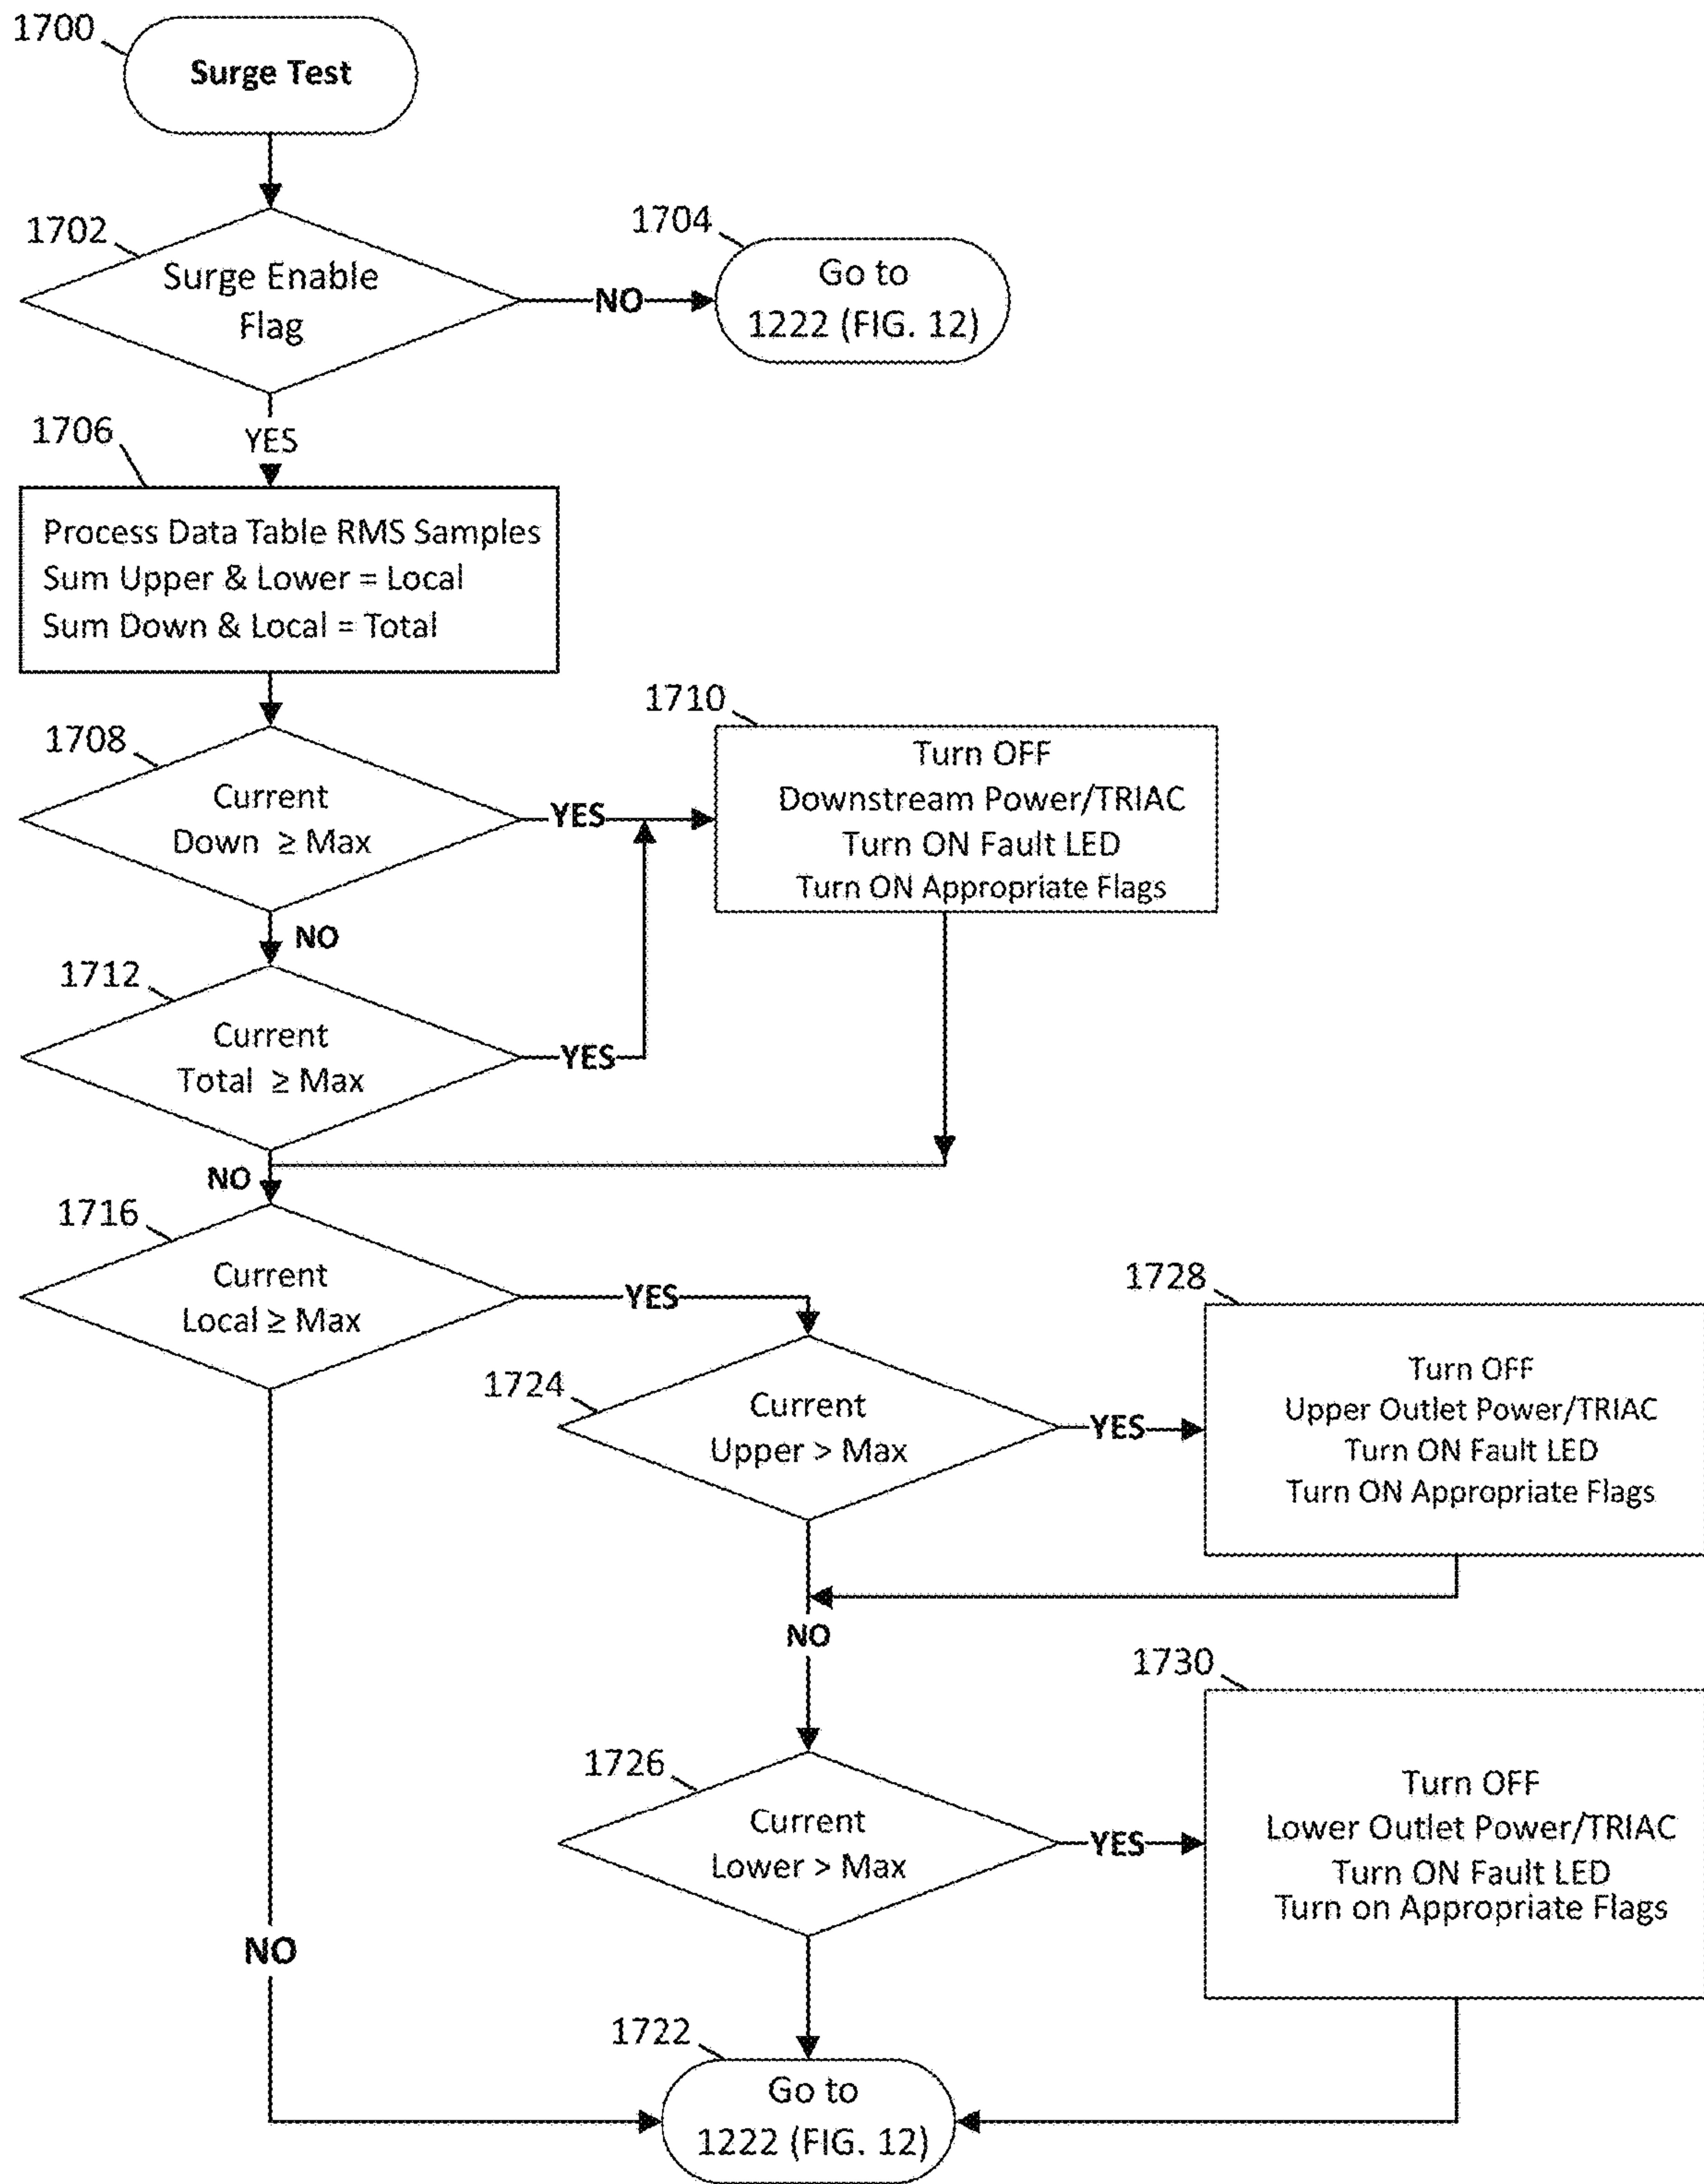 1700
Surge Test
1702
Surge Enable
Flag
NO
1704
Go to
1222 (FIG. 12)
YES
1706
Process Data Table RMS Samples
Sum Upper & Lower = Local
Sum Down & Local = Total
1708
Current
Down ≥ Max
YES
1710
Turn OFF
Downstream Power/TRIAC
Turn ON Fault LED
Turn ON Appropriate Flags
NO
1712
Current
Total ≥ Max
YES
NO
1716
Current
Local ≥ Max
YES
1724
Current
Upper > Max
YES
1728
Turn OFF
Upper Outlet Power/TRIAC
Turn ON Fault LED
Turn ON Appropriate Flags
NO
1726
Current
Lower > Max
YES
1730
Turn OFF
Lower Outlet Power/TRIAC
Turn ON Fault LED
Turn on Appropriate Flags
NO
1722
Go to
1222 (FIG. 12)